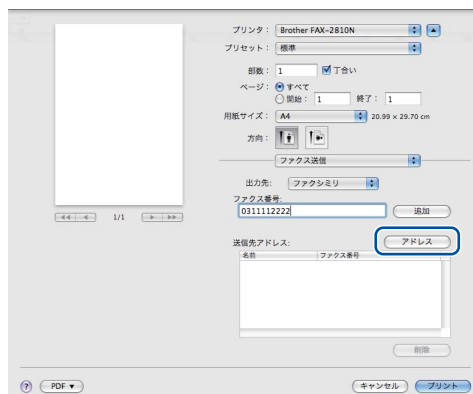 プリンタ： Brother FAX-2810N
プリセット： 標準
部数： 1 丁合い
ページ： すべて
開始： 1 終了： 1
用紙サイズ： A4 20.99 × 29.70 cm
方向：
ファクス送信
出力先： ファクシミリ
ファクス番号:
0311112222 追加
1/1
送信先アドレス: アドレス
名前 ファクス番号
削除
? PDF ▼ キャンセル プリント